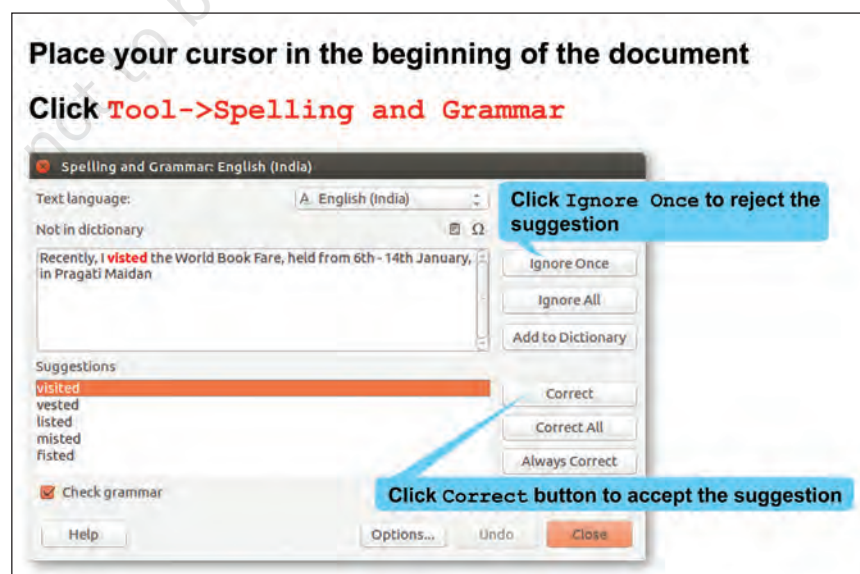 not to b
Place your cursor in the beginning of the document
Click Tool->Spelling and Grammar
Spelling and Grammar: English (India)
Text language:
A English (India)
Click Ignore Once to reject the
suggestion
Not in dictionary
Ω
Recently, I visted the World Book Fare, held from 6th - 14th January,
in Pragati Maidan
Ignore Once
Ignore All
Add to Dictionary
Suggestions
visited
vested
listed
misted
fisted
Correct
Correct All
Always Correct
Check grammar
Click Correct button to accept the suggestion
Help
Options...
Undo
Close